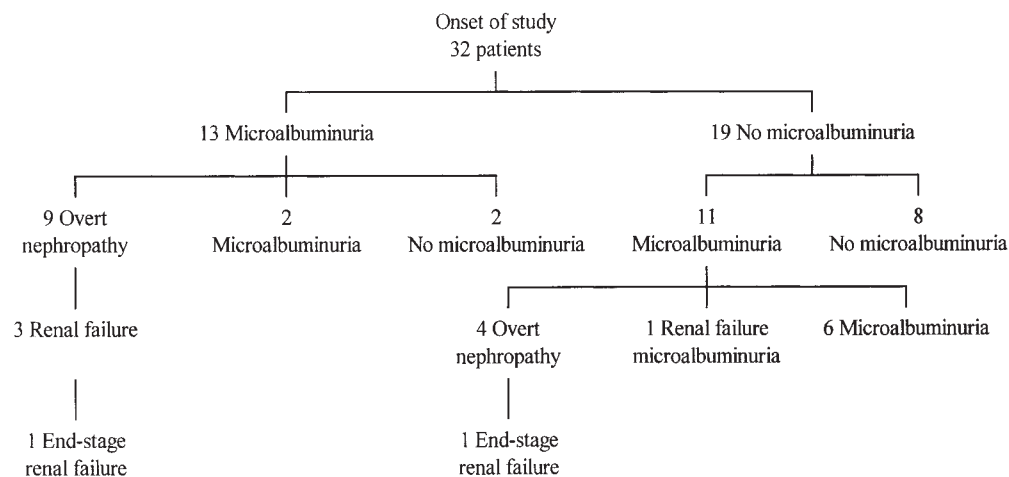 Onset of study
32 patients
13 Microalbuminuria
19 No microalbuminuria
9 Overt
nephropathy
2
Microalbuminuria
2
No microalbuminuria
11
Microalbuminuria
8
No microalbuminuria
3 Renal failure
4 Overt
nephropathy
1 Renal failure
microalbuminuria
6 Microalbuminuria
1 End-stage
renal failure
1 End-stage
renal failure